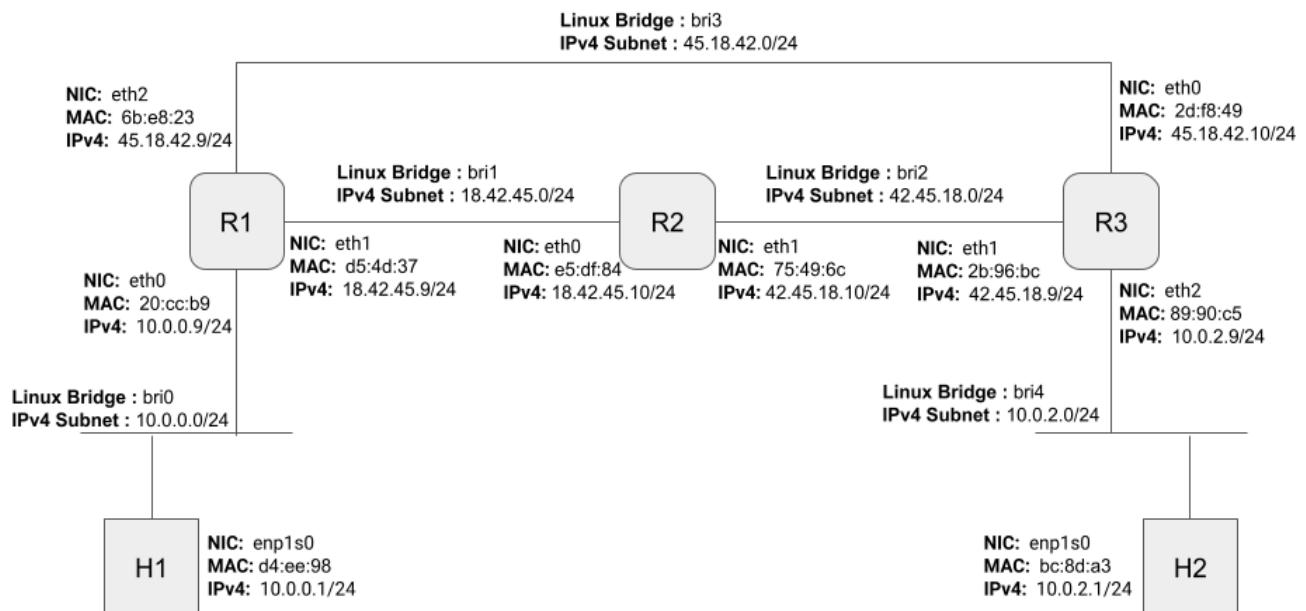 Linux Bridge : bri3
IPv4 Subnet : 45.18.42.0/24
NIC: eth2
MAC: 6b:e8:23
IPv4: 45.18.42.9/24
NIC: eth0
MAC: 2d:f8:49
IPv4: 45.18.42.10/24
Linux Bridge : bri1
IPv4 Subnet : 18.42.45.0/24
Linux Bridge : bri2
IPv4 Subnet : 42.45.18.0/24
R1
R2
R3
NIC: eth1
MAC: d5:4d:37
IPv4: 18.42.45.9/24
NIC: eth0
MAC: e5:df:84
IPv4: 18.42.45.10/24
NIC: eth1
MAC: 75:49:6c
IPv4: 42.45.18.10/24
NIC: eth1
MAC: 2b:96:bc
IPv4: 42.45.18.9/24
NIC: eth0
MAC: 20:cc:b9
IPv4: 10.0.0.9/24
NIC: eth2
MAC: 89:90:c5
IPv4: 10.0.2.9/24
Linux Bridge : bri0
IPv4 Subnet : 10.0.0.0/24
Linux Bridge : bri4
IPv4 Subnet : 10.0.2.0/24
H1
NIC: enp1s0
MAC: d4:ee:98
IPv4: 10.0.0.1/24
NIC: enp1s0
MAC: bc:8d:a3
IPv4: 10.0.2.1/24
H2